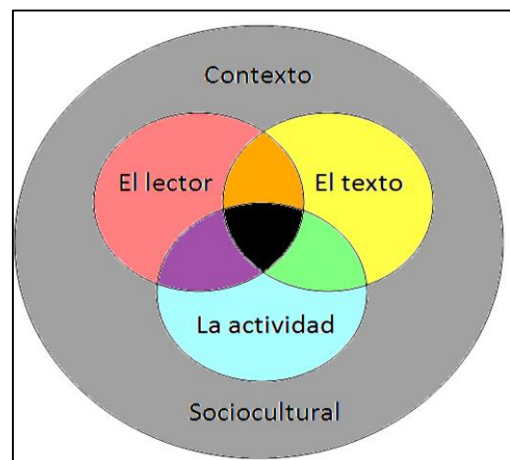 Contexto
El lector El texto
La actividad
Sociocultural